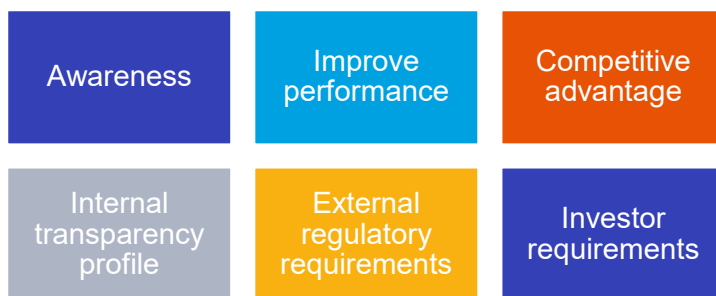 Awareness
Improve
performance
Competitive
advantage
Internal
transparency
profile
External
regulatory
requirements
Investor
requirements